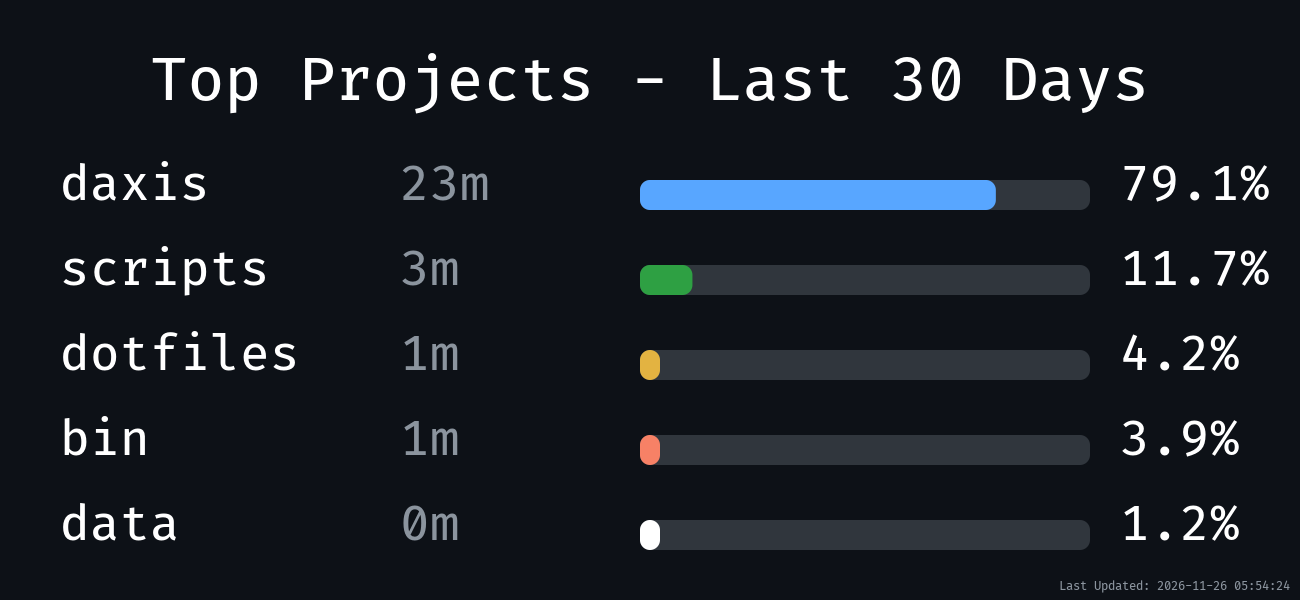 Top Projects - Last 30 Days
daxis 23m 79.1%
scripts 3m 11.7%
dotfiles 1m 4.2%
bin 1m 3.9%
data 0m 1.2%
Last Updated: 2026-11-26 05:54:24